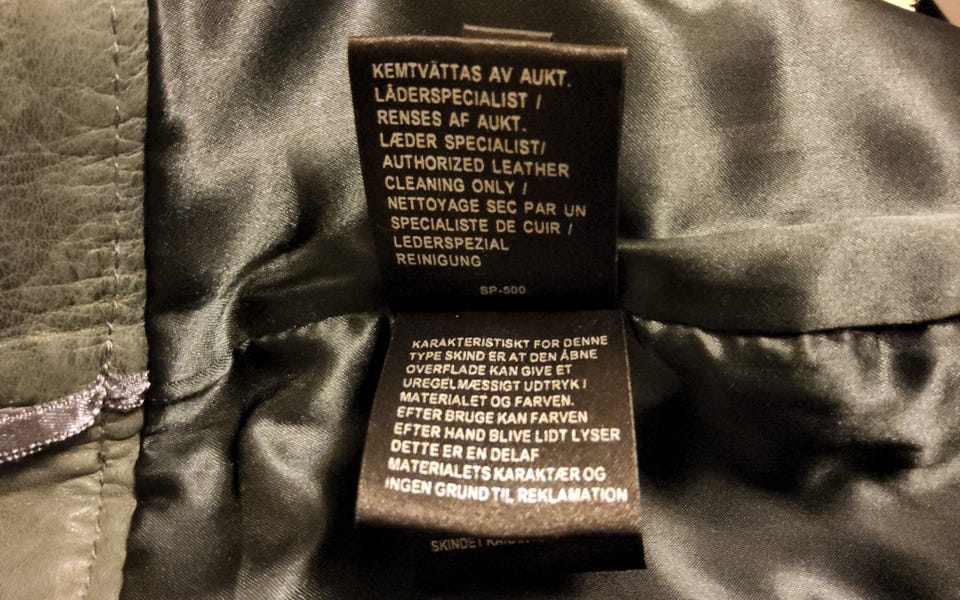 KEMTVÄTTAS AV AUKT.
LÄDERSPECIALIST /
RENSES AF AUKT.
LÆDER SPECIALIST/
AUTHORIZED LEATHER
CLEANING ONLY /
NETTOYAGE SEC PAR UN
SPECIALISTE DE CUIR /
LEDERSPEZIAL
REINIGUNG
SP-500
KARAKTERISTISKT FOR DENNE
TYPE SKIND ER AT DEN ÅBNE
OVERFLADE KAN GIVE ET
UREGELMÆSSIGT UDTRYK I
MATERIALET OG FARVEN.
EFTER BRUGE KAN FARVEN
EFTER HAND BLIVE LIDT LYSER
DETTE ER EN DELAF
MATERIALETS KARAKTÆR OG
INGEN GRUND TIL REKLAMATION
SKINDET